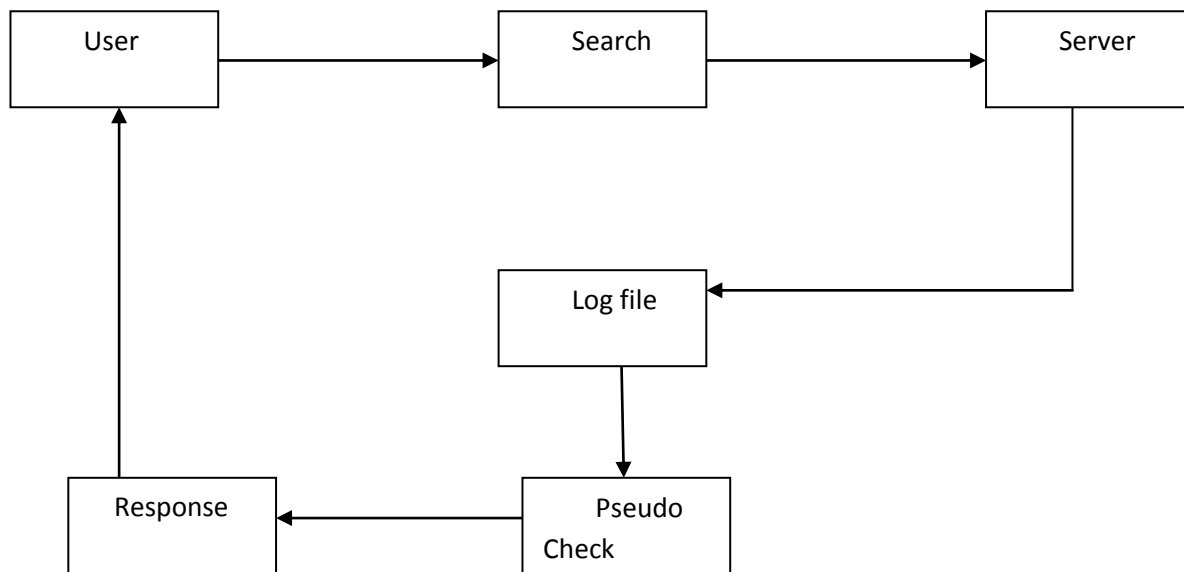 User
Search
Server
Log file
Response
Pseudo
Check